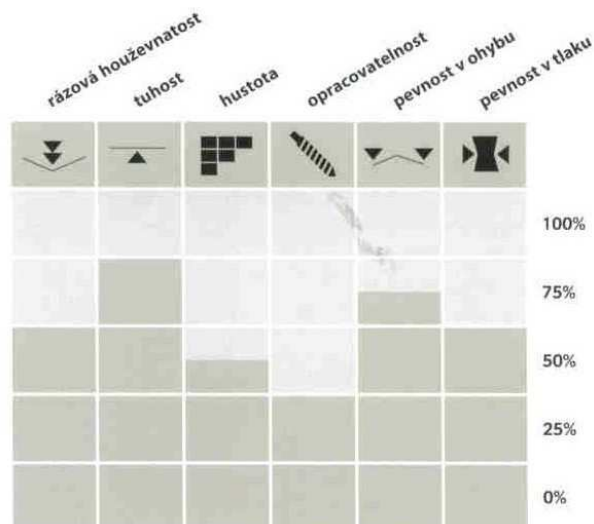 rázová houževnatost
tuhost
hustota
opracovatelnost
pevnost v ohybu
pevnost v tlaku
100%
75%
50%
25%
0%